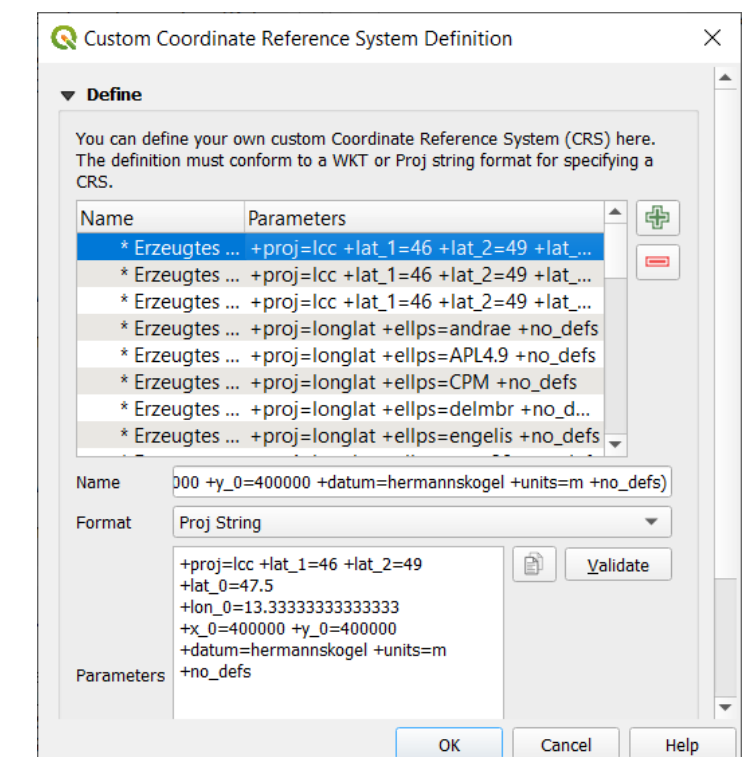 Custom Coordinate Reference System Definition
Define
You can define your own custom Coordinate Reference System (CRS) here.
The definition must conform to a WKT or Proj string format for specifying a
CRS.
Name Parameters
* Erzeugtes ... +proj=lcc +lat_1=46 +lat_2=49 +lat_...
* Erzeugtes ... +proj=lcc +lat_1=46 +lat_2=49 +lat_...
* Erzeugtes ... +proj=lcc +lat_1=46 +lat_2=49 +lat_...
* Erzeugtes ... +proj=longlat +ellps=andrae +no_defs
* Erzeugtes ... +proj=longlat +ellps=APL4.9 +no_defs
* Erzeugtes ... +proj=longlat +ellps=CPM +no_defs
* Erzeugtes ... +proj=longlat +ellps=delmbr +no_d...
* Erzeugtes ... +proj=longlat +ellps=engelis +no_defs
Name 000 +y_0=400000 +datum=hermannskogel +units=m +no_defs)
Format Proj String
+proj=lcc +lat_1=46 +lat_2=49
+lat_0=47.5
+lon_0=13.33333333333333
+x_0=400000 +y_0=400000
+datum=hermannskogel +units=m
+no_defs
Validate
Parameters
OK Cancel Help